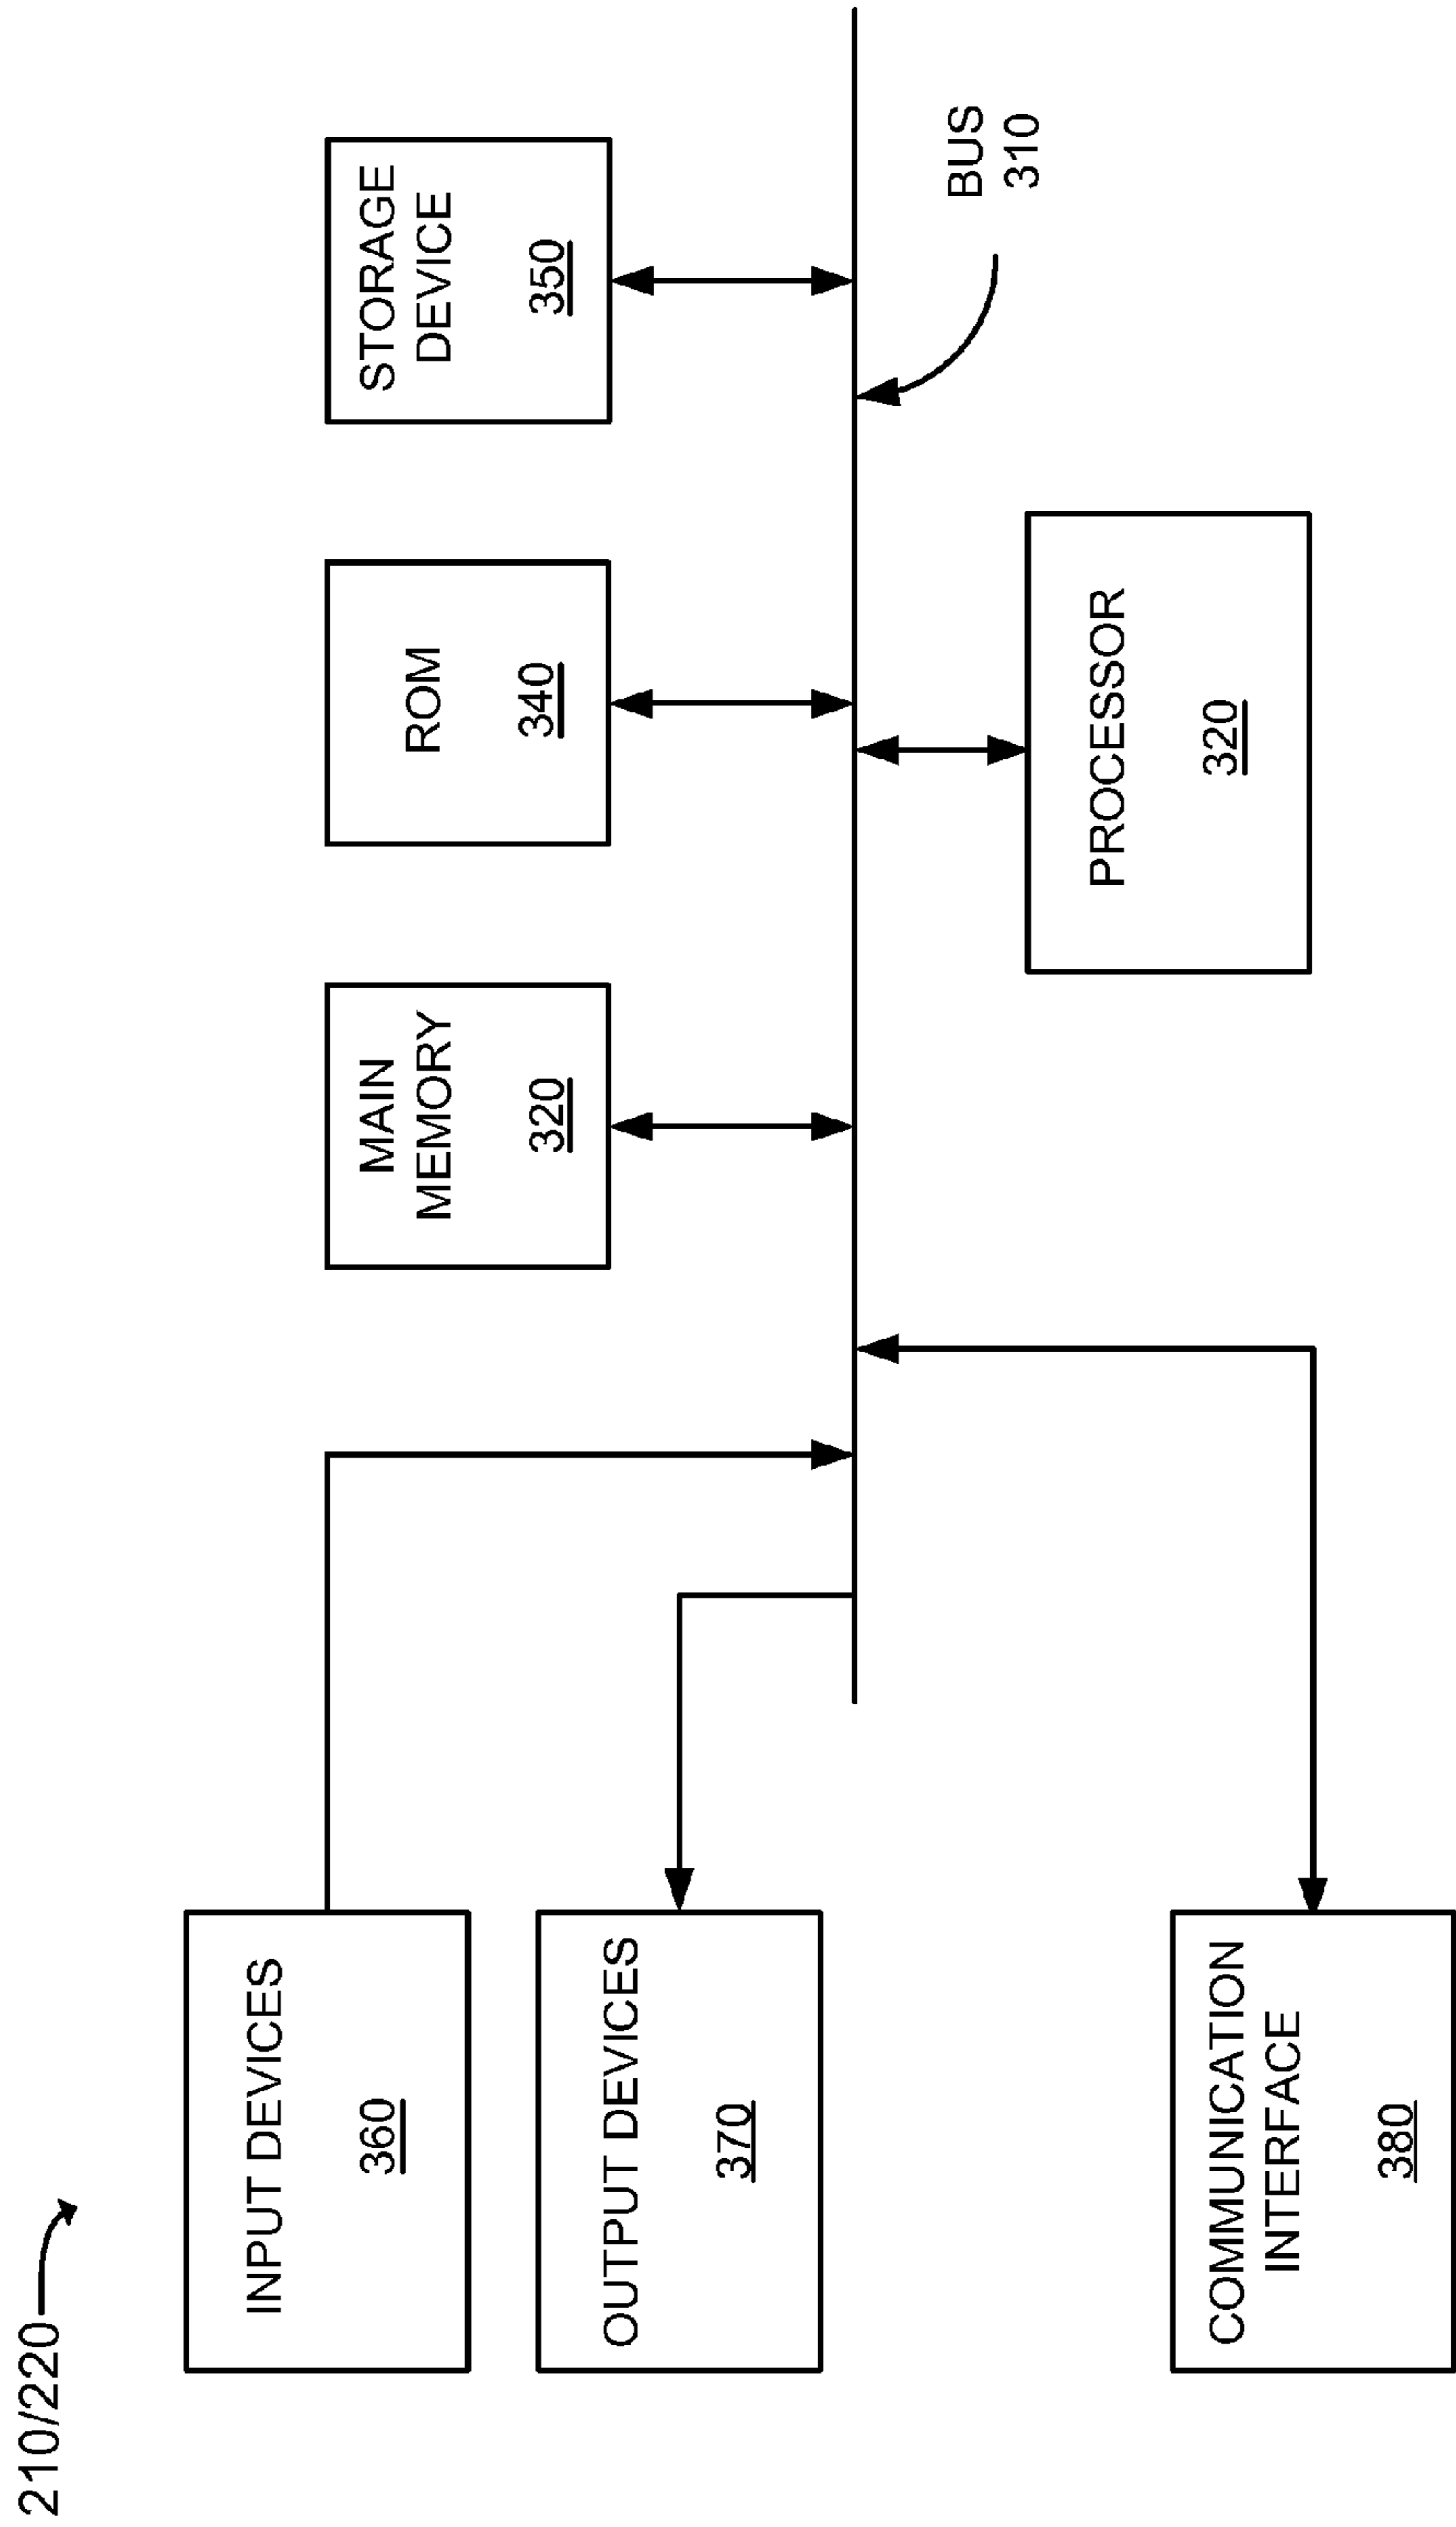 210/220
INPUT DEVICES
360
OUTPUT DEVICES
370
COMMUNICATION
INTERFACE
380
MAIN
MEMORY
320
ROM
340
STORAGE
DEVICE
350
PROCESSOR
320
BUS
310